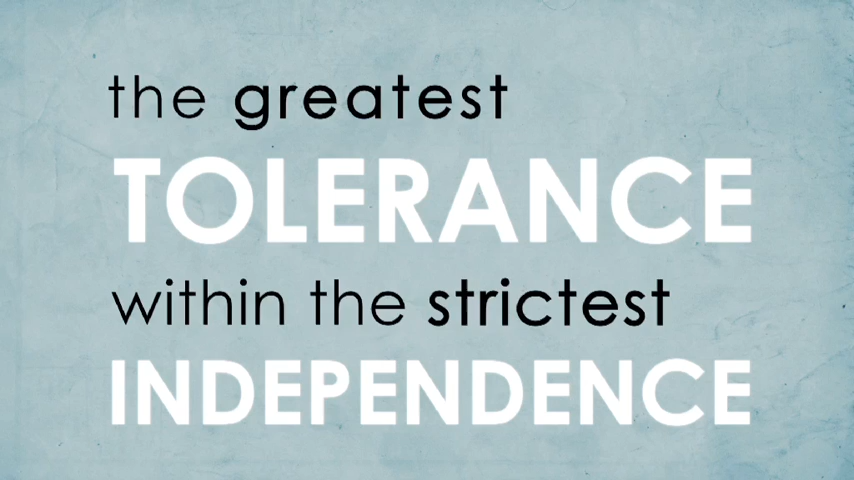 the greatest
TOLERANCE
within the strictest
INDEPENDENCE